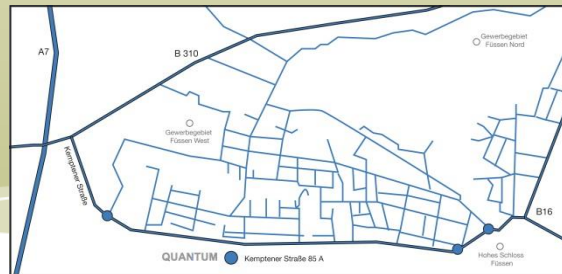 A7
B 310
Gewerbegebiet
Füssen Nord
Gewerbegebiet
Füssen West
Kemptener Straße
B16
Hohes Schloss
Füssen
QUANTUM Kemptener Straße 85 A